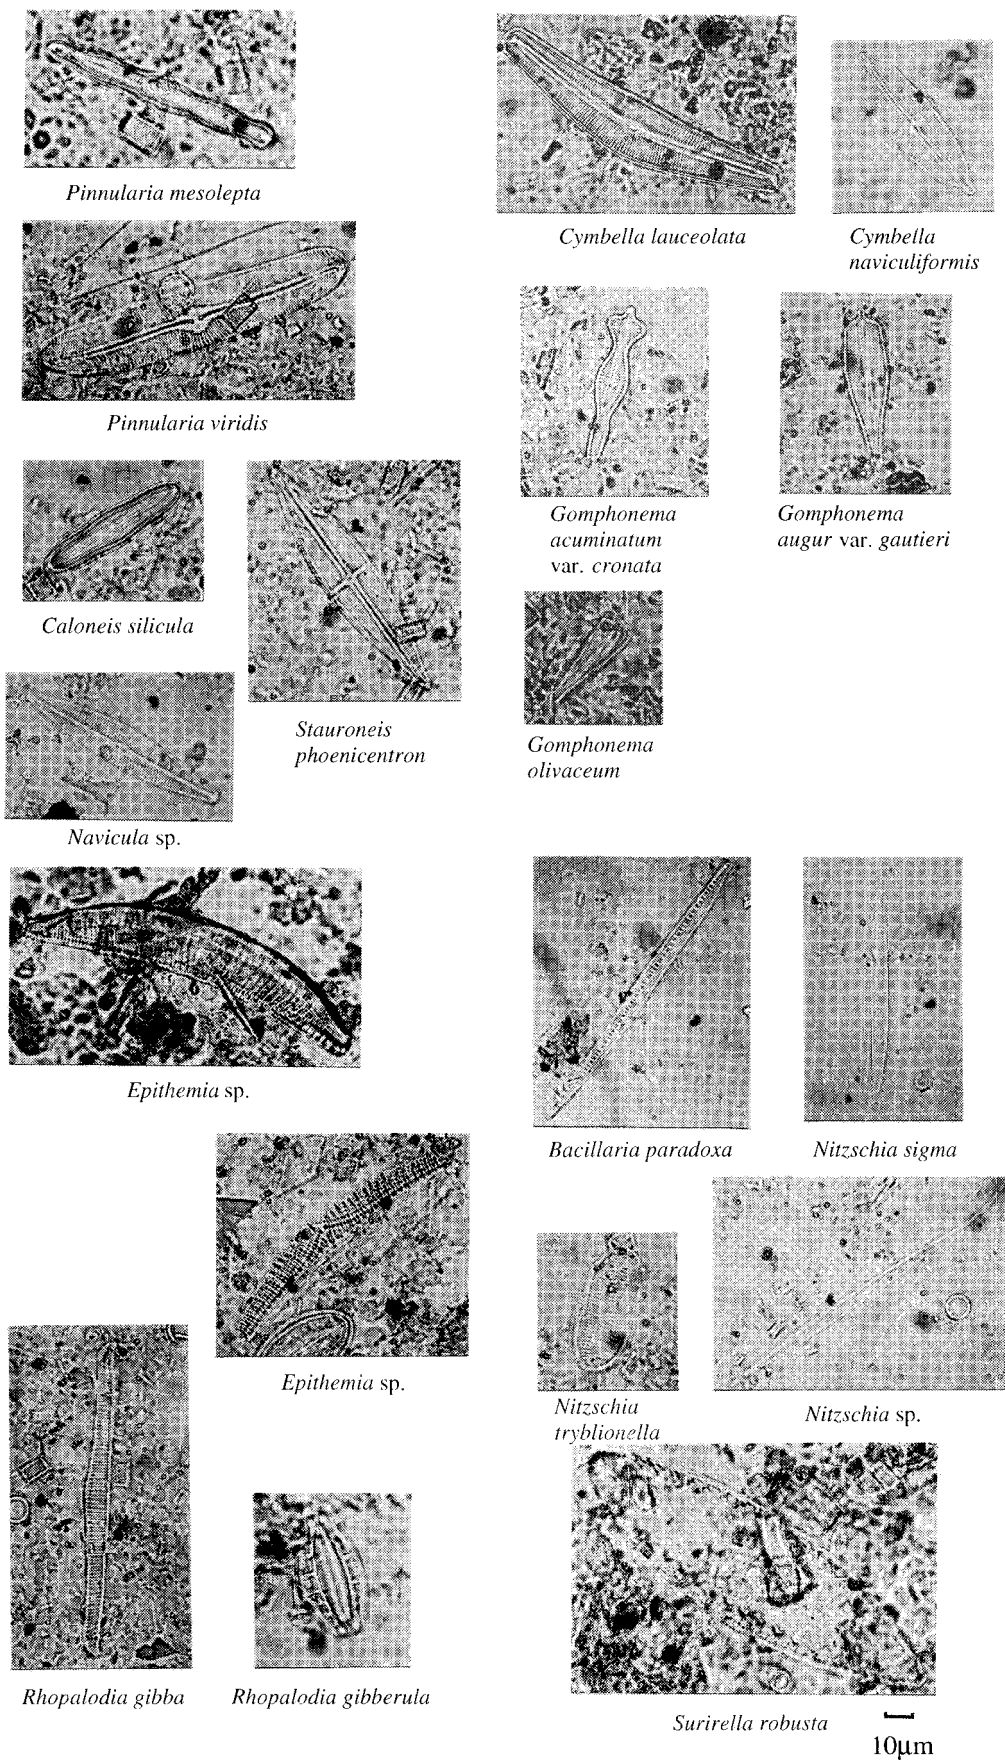 Pinnularia mesolepta
Cymbella lauceolata
Cymbella
naviculiformis
Pinnularia viridis
Gomphonema
acuminatum
var. cronata
Gomphonema
augur var. gautieri
Caloneis silicula
Stauroneis
phoenicentron
Gomphonema
olivaceum
Navicula sp.
Epithemia sp.
Bacillaria paradoxa
Nitzschia sigma
Epithemia sp.
Nitzschia
tryblionella
Nitzschia sp.
Rhopalodia gibba
Rhopalodia gibberula
Surirella robusta
10μm